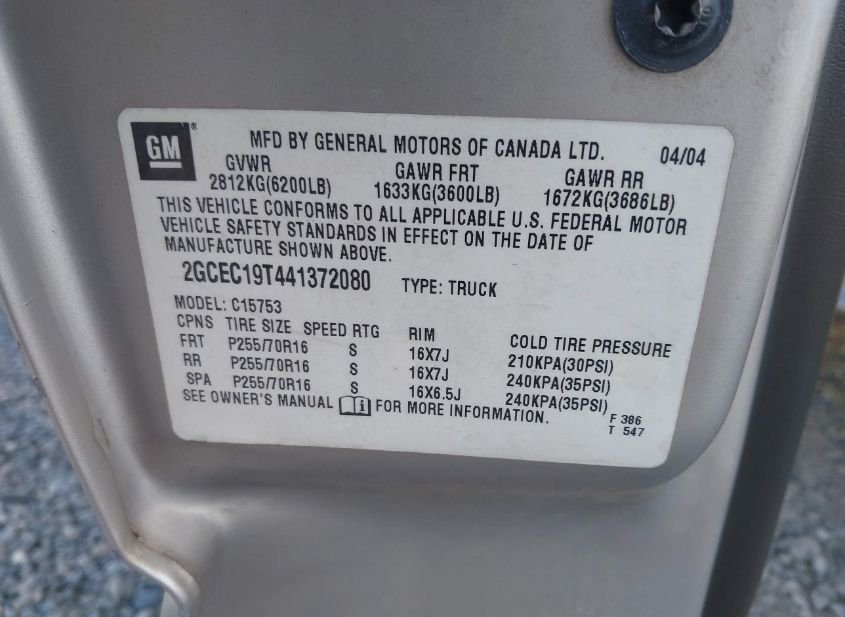 GM ®
MFD BY GENERAL MOTORS OF CANADA LTD. 04/04
GVWR GAWR FRT GAWR RR
2812KG(6200LB) 1633KG(3600LB) 1672KG(3686LB)
THIS VEHICLE CONFORMS TO ALL APPLICABLE U.S. FEDERAL MOTOR
VEHICLE SAFETY STANDARDS IN EFFECT ON THE DATE OF
MANUFACTURE SHOWN ABOVE.
2GCEC19T441372080 TYPE: TRUCK
MODEL: C15753
CPNS TIRE SIZE SPEED RTG RIM COLD TIRE PRESSURE
FRT P255/70R16 S 16X7J 210KPA(30PSI)
RR P255/70R16 S 16X7J 240KPA(35PSI)
SPA P255/70R16 S 16X6.5J 240KPA(35PSI)
SEE OWNER'S MANUAL i FOR MORE INFORMATION.
F 386
T 547